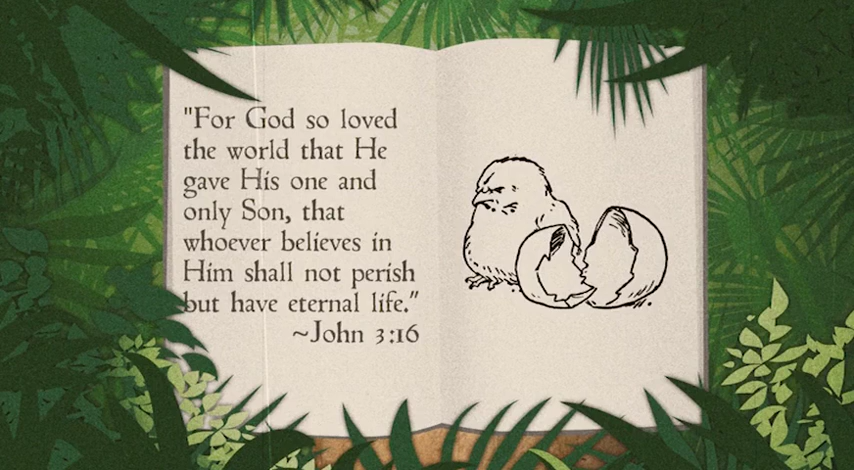 "For God so loved
the world that He
gave His one and
only Son, that
whoever believes in
Him shall not perish
but have eternal life."
~John 3:16